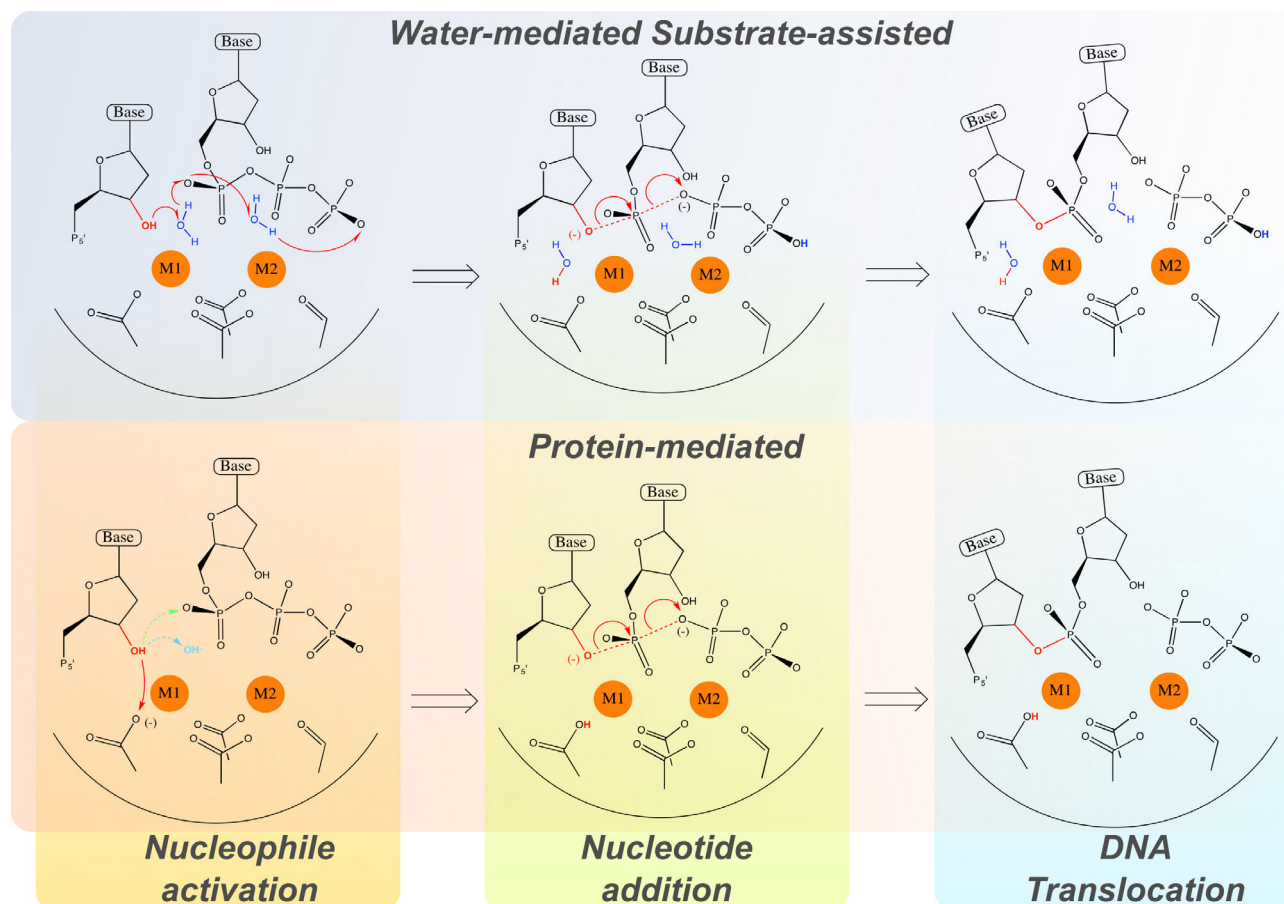 Water-mediated Substrate-assisted
Base
Base
O
O
OH
O
O
O
O
P
P
P
O
O
O
O
OH
H
O
H
H
O
H
P5'
M1
M2
O
O
O
O
O
O
O
Base
Base
O
O
OH
O
O
O
(-)
P
P
P
O
O
O
O
OH
(-)
O
H
O
H
H
O
H
P5'
M1
M2
O
O
O
O
O
O
O
Base
Base
O
O
OH
O
O
O
O
P
P
P
O
O
O
O
OH
H
O
H
H
O
H
P5'
M1
M2
O
O
O
O
O
O
O
Protein-mediated
Base
Base
O
O
OH
O
O
O
O
P
P
P
O
O
O
O
O
OH
OH-
P5'
M1
M2
O
(-)
O
O
O
O
O
O
Base
Base
O
O
OH
O
O
O
(-)
P
P
P
O
O
O
O
O
(-)
O
P5'
M1
M2
OH
O
O
O
O
O
O
Base
Base
O
O
OH
O
O
O
O
P
P
P
O
O
O
O
O
P5'
M1
M2
OH
O
O
O
O
O
O
Nucleophile
activation
Nucleotide
addition
DNA
Translocation